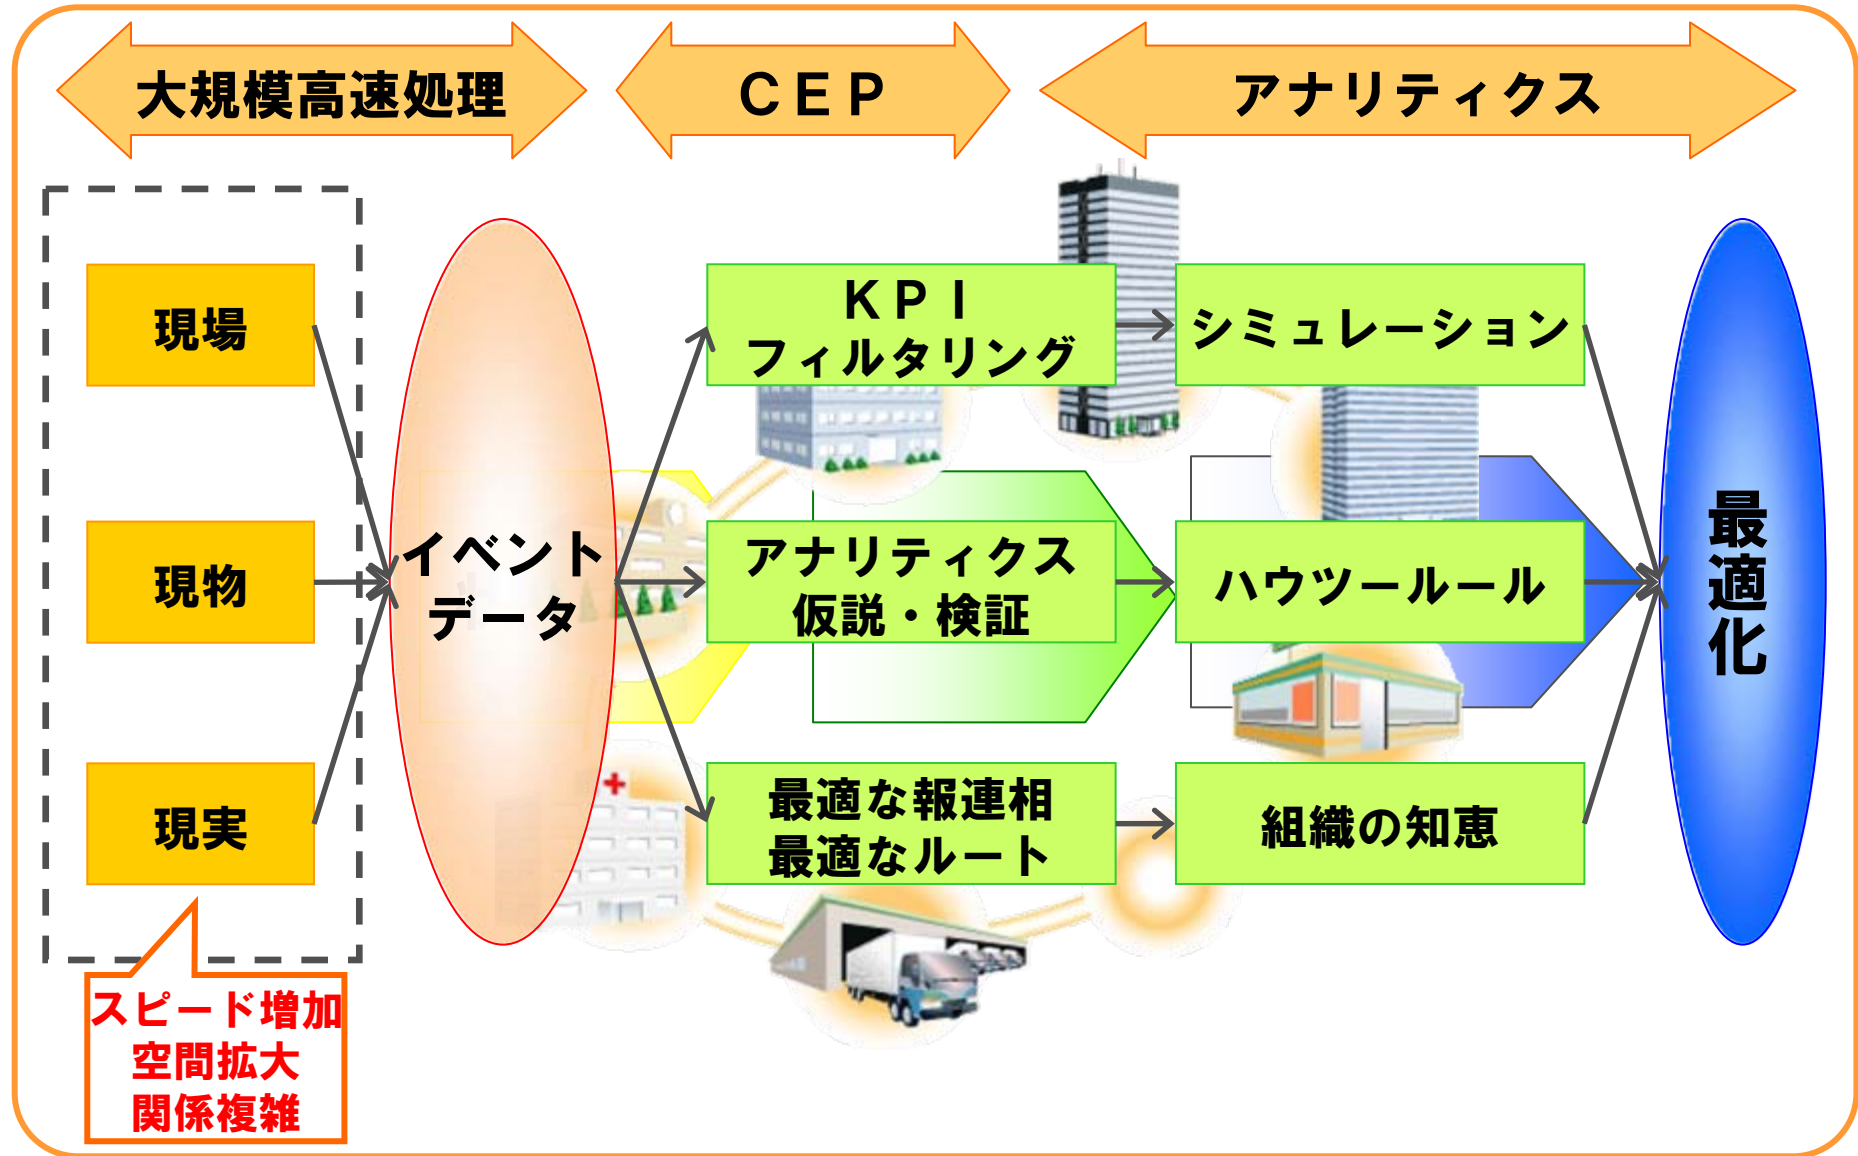 大規模高速処理
ＣＥＰ
アナリティクス
現場
現物
現実
イベント
データ
ＫＰＩ
フィルタリング
シミュレーション
アナリティクス
仮説・検証
ハウツールール
最適な報連相
最適なルート
組織の知恵
最適化
スピード増加
空間拡大
関係複雑